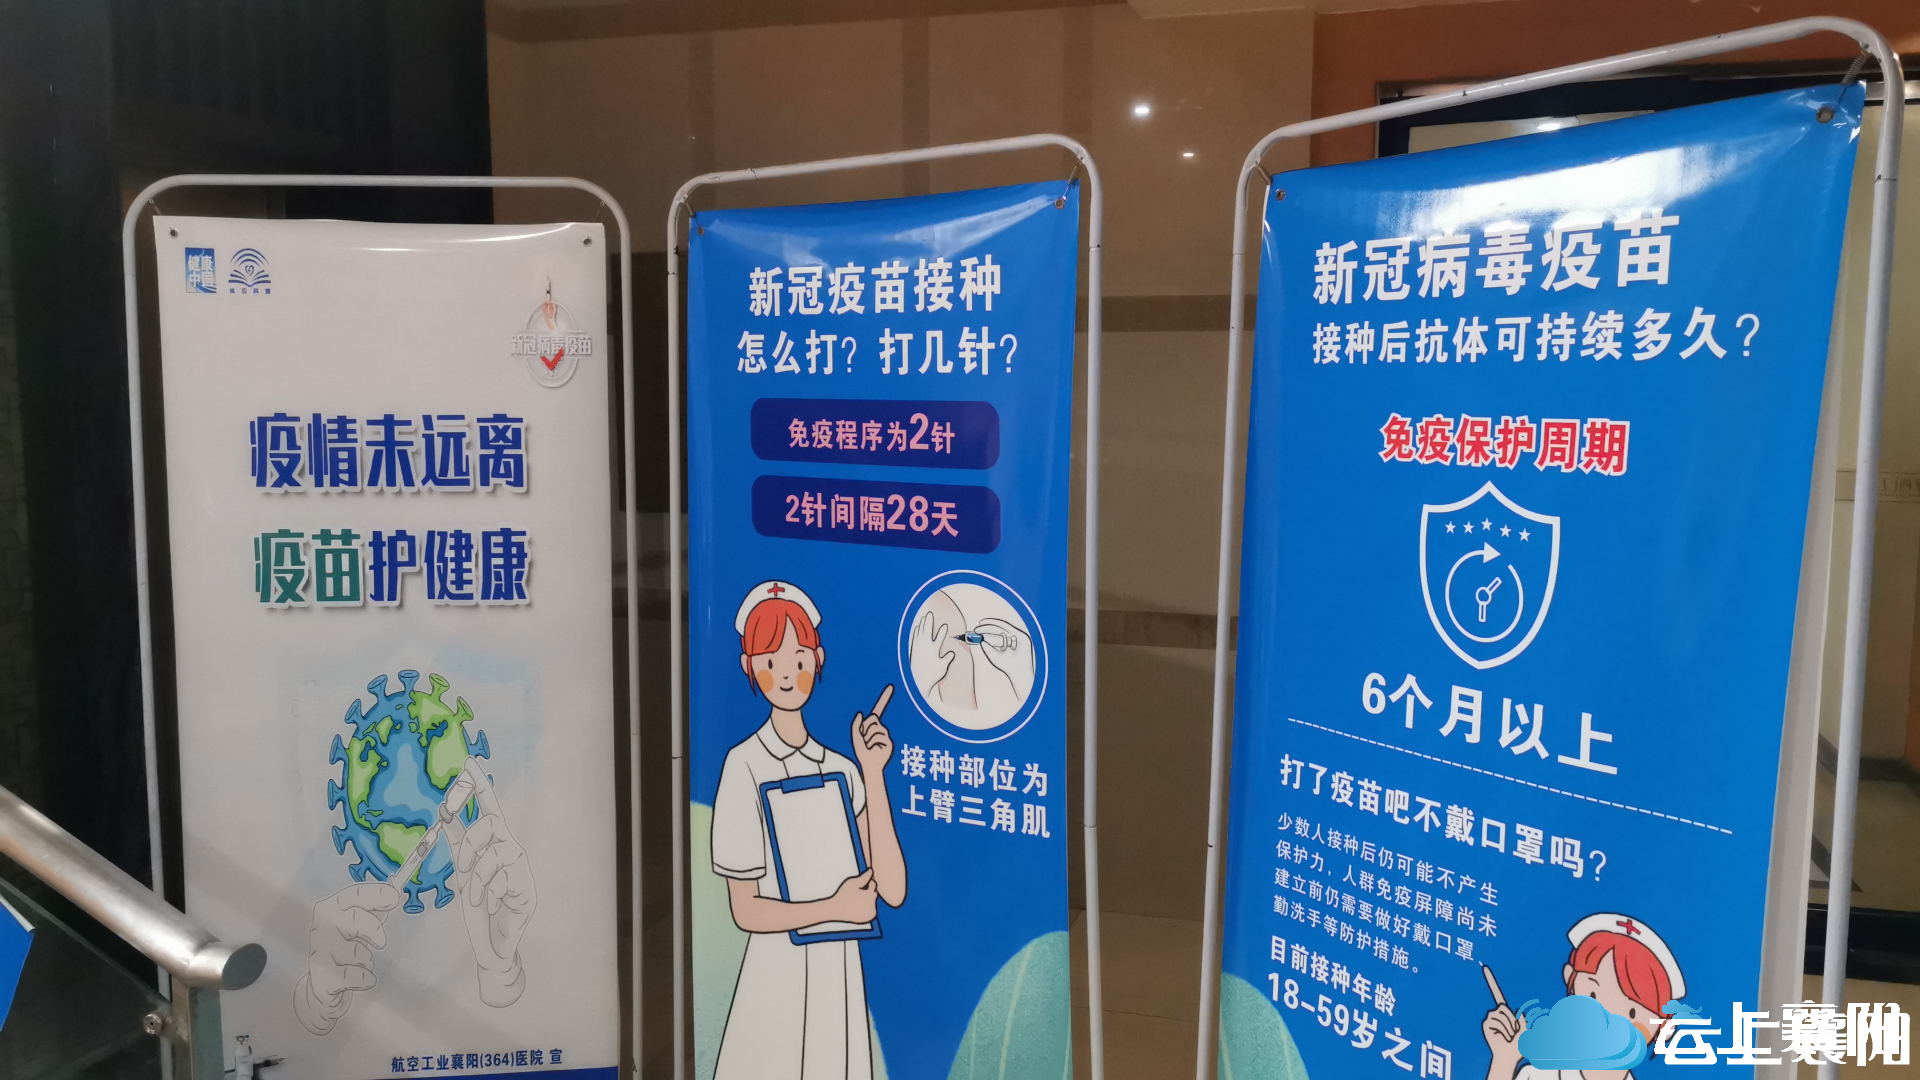 健康
中国
新冠病毒疫苗
疫情未远离
疫苗护健康
航空工业襄阳(364)医院 宣
新冠疫苗接种
怎么打？打几针？
免疫程序为2针
2针间隔28天
接种部位为
上臂三角肌
新冠病毒疫苗
接种后抗体可持续多久？
免疫保护周期
6个月以上
打了疫苗吧不戴口罩吗？
少数人接种后仍可能不产生
保护力，人群免疫屏障尚未
建立前仍需要做好戴口罩、
勤洗手等防护措施。
目前接种年龄
18-59岁之间
云上襄阳